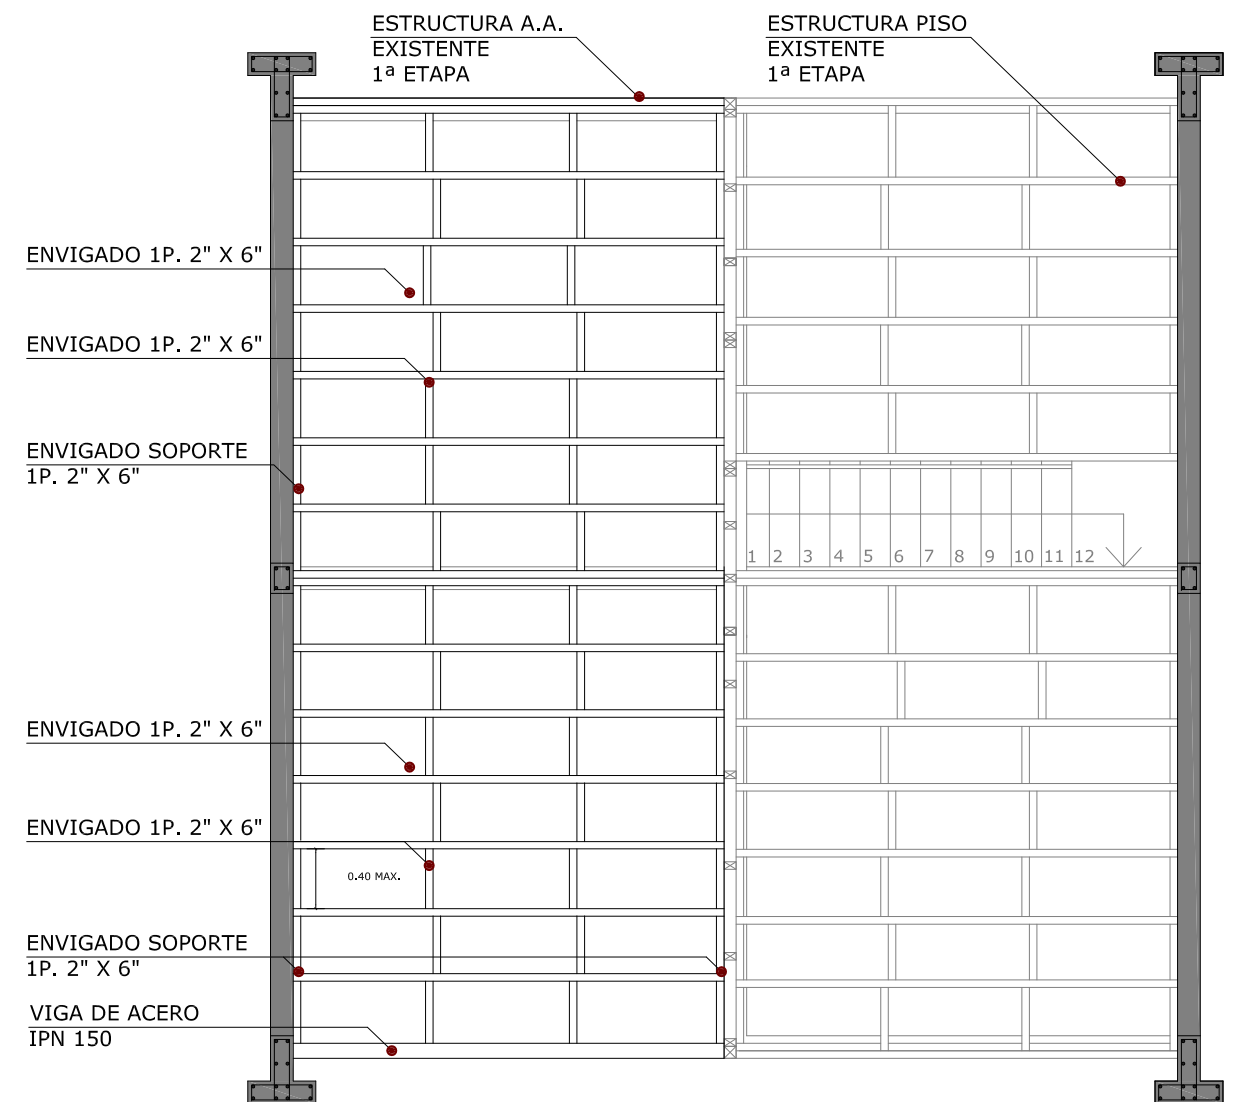 ESTRUCTURA A.A.
EXISTENTE
1ª ETAPA
ESTRUCTURA PISO
EXISTENTE
1ª ETAPA
ENVIGADO 1P. 2" X 6"
ENVIGADO 1P. 2" X 6"
ENVIGADO SOPORTE
1P. 2" X 6"
1 2 3 4 5 6 7 8 9 10 11 12
ENVIGADO 1P. 2" X 6"
ENVIGADO 1P. 2" X 6"
0.40 MAX.
ENVIGADO SOPORTE
1P. 2" X 6"
VIGA DE ACERO
IPN 150